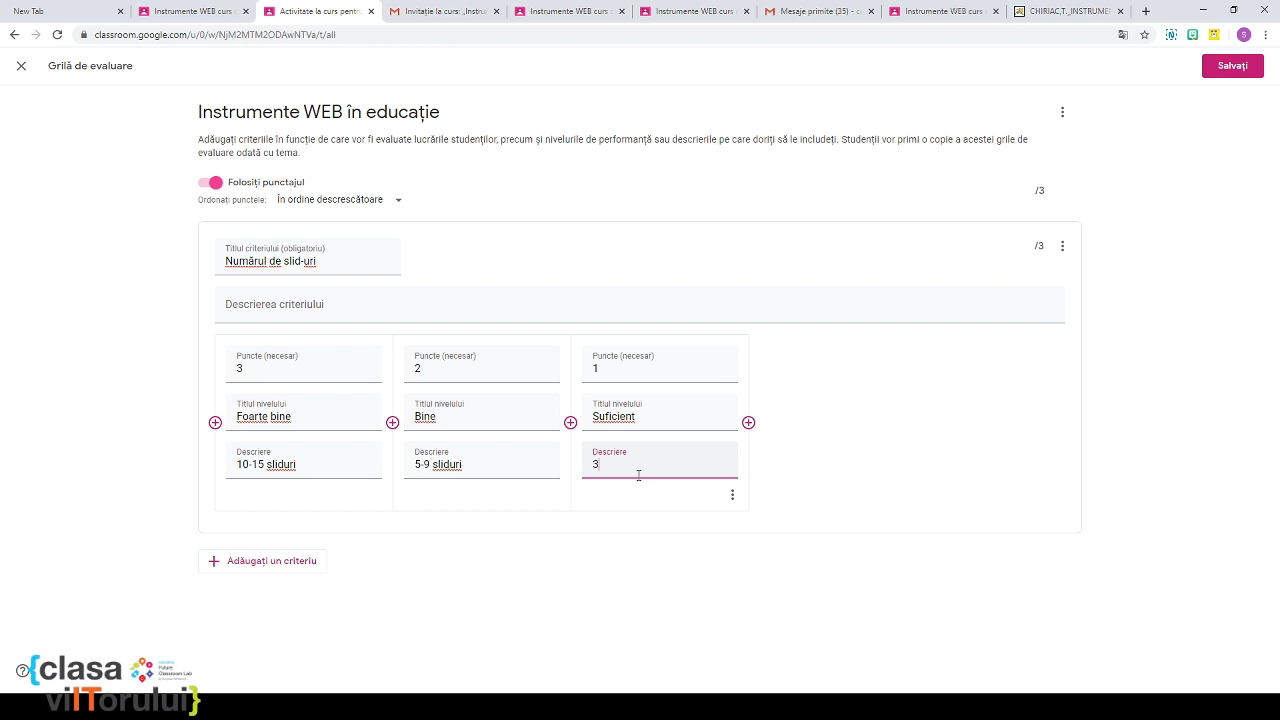 New Tab
Instrumente WEB curs
Activitate la curs pentru
Invitație la curs: „Instrum
Instrumente WEB curs
Instrumente WEB curs
Mesaje primite (35) - c
Instrumente WEB curs
CHIRIAC,T._INSTRUMEN
classroom.google.com/u/0/w/NjM2MTM2ODAwNTVa/t/all
S
Grilă de evaluare
Salvați
Instrumente WEB în educație
Adăugați criteriile în funcție de care vor fi evaluate lucrările studenților, precum și nivelurile de performanță sau descrierile pe care doriți să le includeți. Studenții vor primi o copie a acestei grile de
evaluare odată cu tema.
Folosiți punctajul
/3
Ordonați punctele: În ordine descrescătoare
Titlul criteriului (obligatoriu)
Numărul de slid-uri
/3
Descrierea criteriului
Puncte (necesar)
3
Puncte (necesar)
2
Puncte (necesar)
1
Titlul nivelului
Foarte bine
Titlul nivelului
Bine
Titlul nivelului
Suficient
Descriere
10-15 sliduri
Descriere
5-9 sliduri
Descriere
3
Adăugați un criteriu
{clasa
viITorului}
Future
Classroom Lab